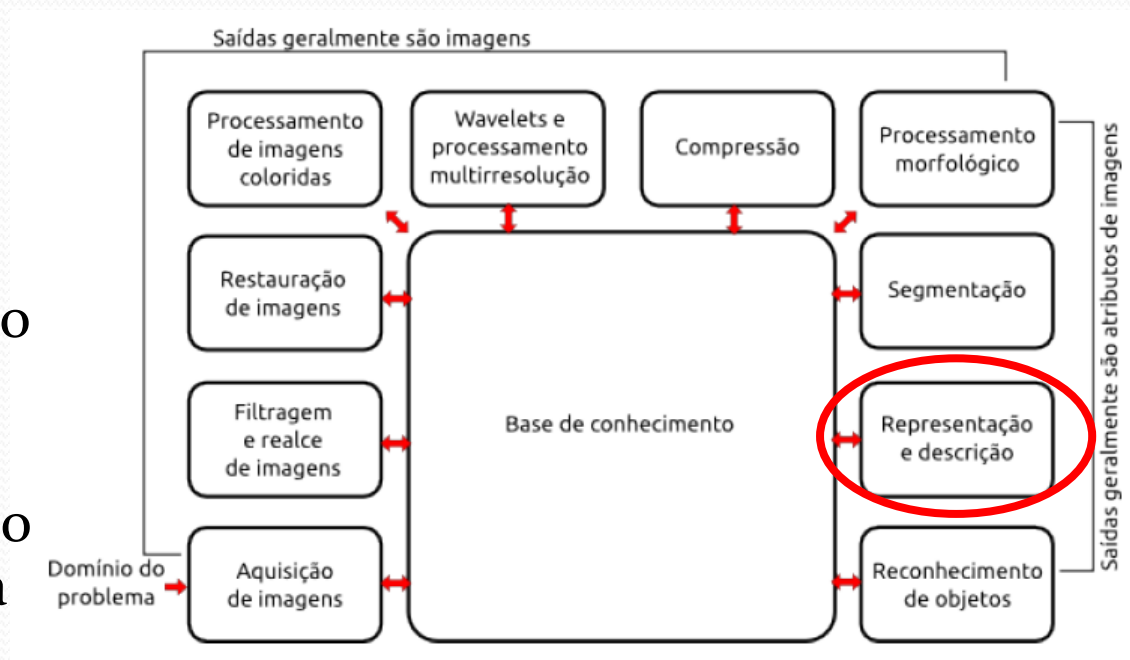 Saídas geralmente são imagens
Processamento
de imagens
coloridas
Wavelets e
processamento
multirresolução
Compressão
Processamento
morfológico
Restauração
de imagens
Segmentação
Filtragem
e realce
de imagens
Base de conhecimento
Representação
e descrição
Domínio do
problema
Aquisição
de imagens
Reconhecimento
de objetos
Saídas geralmente são atributos de imagens
o
o